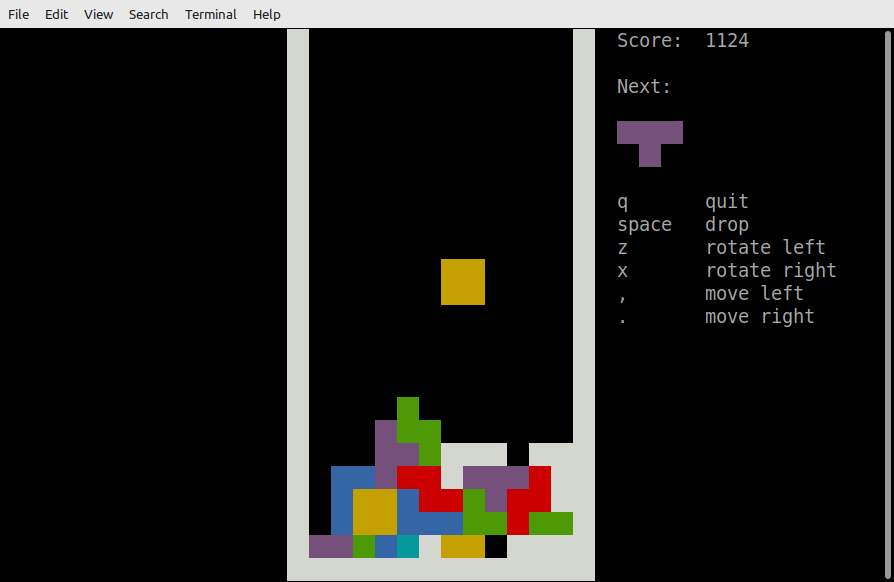 File Edit View Search Terminal Help
Score: 1124
Next:
q quit
space drop
z rotate left
x rotate right
, move left
. move right